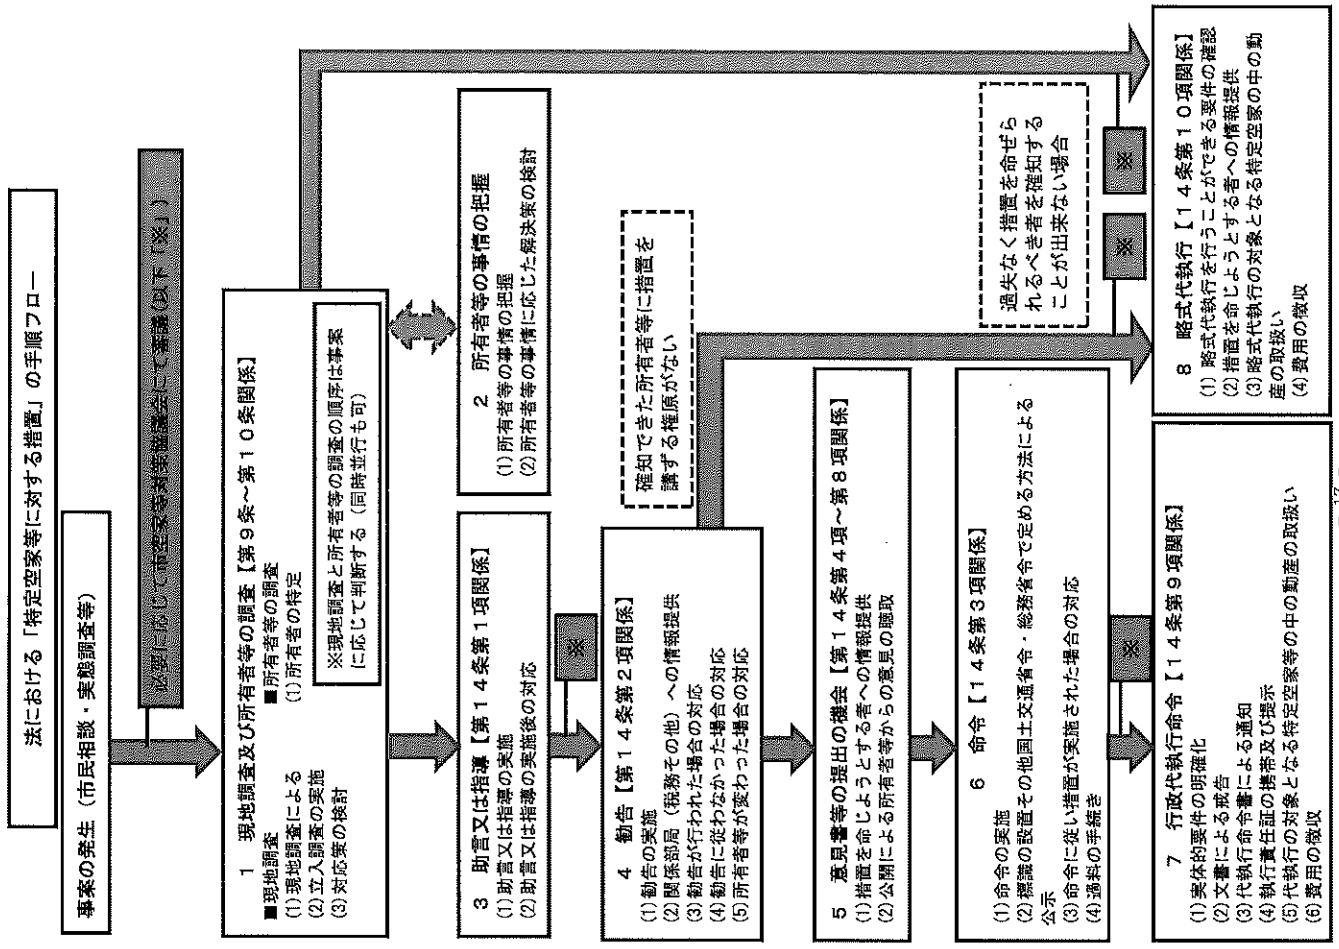 法における「特定空家等に対する措置」の手順フロー
事案の発生（市民相談・実態調査等）
必要に応じて市空家等対策協議会にて審議（以下「※」）
1 現地調査及び所有者等の調査【第9条～第10条関係】
■現地調査
(1)現地調査による
(2)立入調査の実施
(3)対応策の検討
■所有者等の調査
(1)所有者の特定
※現地調査と所有者等の調査の順序は事案
に応じて判断する（同時並行も可）
2 所有者等の事情の把握
(1)所有者等の事情の把握
(2)所有者等の事情に応じた解決策の検討
3 助言又は指導【第14条第1項関係】
(1)助言又は指導の実施
(2)助言又は指導の実施後の対応
※
4 勧告【第14条第2項関係】
(1)勧告の実施
(2)関係部局（税務その他）への情報提供
(3)勧告が行われた場合の対応
(4)勧告に従わなかった場合の対応
(5)所有者等が変わった場合の対応
確知できた所有者等に措置を
講ずる権原がない
5 意見書等の提出の機会【第14条第4項～第8項関係】
(1)措置を命じようとする者への情報提供
(2)公開による所有者等からの意見の聴取
6 命令【14条第3項関係】
(1)命令の実施
(2)標識の設置その他国土交通省令・総務省令で定める方法による
公示
(3)命令に従い措置が実施された場合の対応
(4)過料の手続き
過失なく措置を命ぜら
れるべき者を確知する
ことが出来ない場合
※
※
※
7 行政代執行命令【14条第9項関係】
(1)実体的要件の明確化
(2)文書による戒告
(3)代執行命令書による通知
(4)執行責任証の携帯及び提示
(5)代執行の対象となる特定空家等の中の動産の取扱い
(6)費用の徴収
8 略式代執行【14条第10項関係】
(1) 略式代執行を行うことができる要件の確認
(2)措置を命じようとする者への情報提供
(3)略式代執行の対象となる特定空家の中の動
産の取扱い
(4)費用の徴収